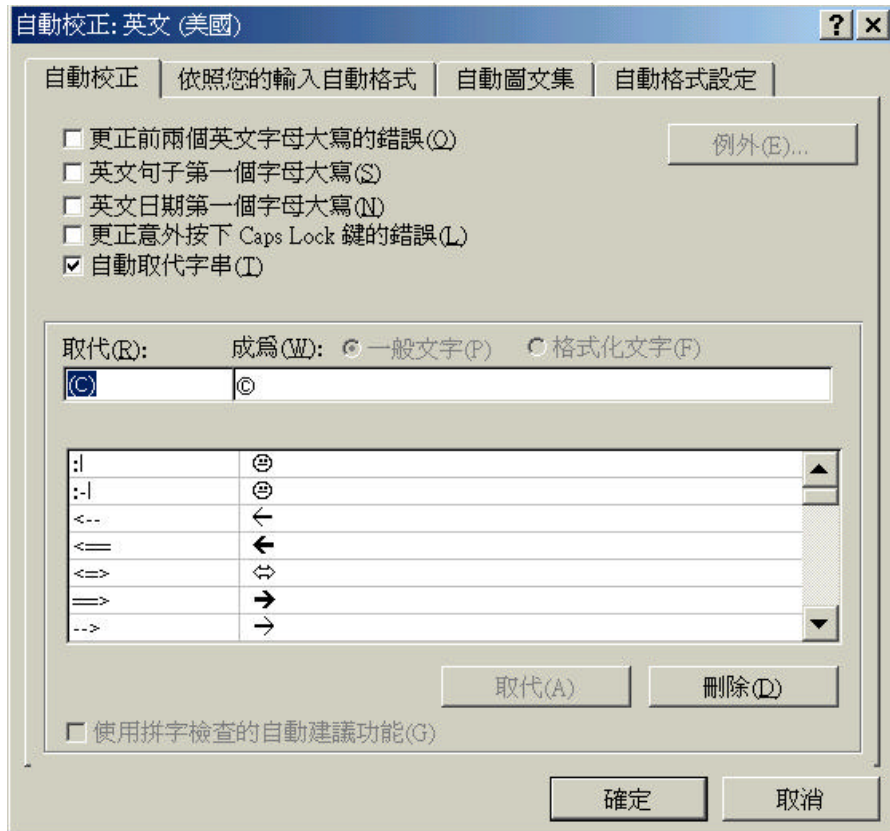 自動校正: 英文 (美國)
自動校正 依照您的輸入自動格式 自動圖文集 自動格式設定
更正前兩個英文字母大寫的錯誤(O)
例外(E)...
英文句子第一個字母大寫(S)
英文日期第一個字母大寫(N)
更正意外按下 Caps Lock 鍵的錯誤(L)
自動取代字串(T)
取代(R): 成為(W): 一般文字(P) 格式化文字(F)
(C) ©
:| 😐
:-| 😐
<-- ←
<== 🡸
<=> ⇔
==> 🡺
--> →
取代(A) 刪除(D)
使用拼字檢查的自動建議功能(G)
確定 取消